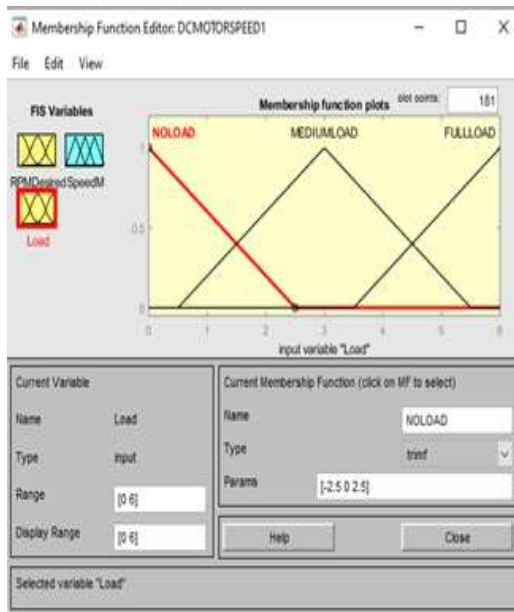 Membership Function Editor: DCMOTORSPEED1
File Edit View
FIS Variables
Membership function plots plot points: 181
NOLOAD MEDIUMLOAD FULLLOAD
RPMDesired SpeedM
Load
1
0.5
0
0 1 2 3 4 5 6
input variable "Load"
Current Variable
Name Load
Type input
Range [0 6]
Display Range [0 6]
Current Membership Function (click on MF to select)
Name NOLOAD
Type trimf
Params [-2.5 0 2.5]
Help Close
Selected variable "Load"